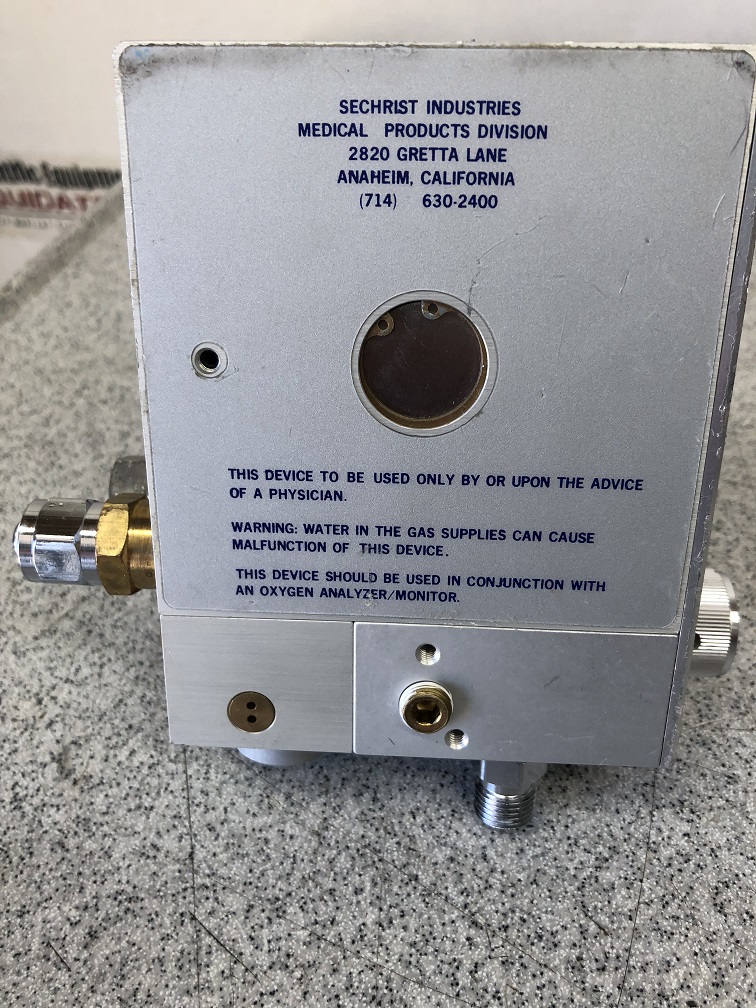 SECHRIST INDUSTRIES
MEDICAL PRODUCTS DIVISION
2820 GRETTA LANE
ANAHEIM, CALIFORNIA
(714) 630-2400
THIS DEVICE TO BE USED ONLY BY OR UPON THE ADVICE
OF A PHYSICIAN.
WARNING: WATER IN THE GAS SUPPLIES CAN CAUSE
MALFUNCTION OF THIS DEVICE.
THIS DEVICE SHOULD BE USED IN CONJUNCTION WITH
AN OXYGEN ANALYZER/MONITOR.